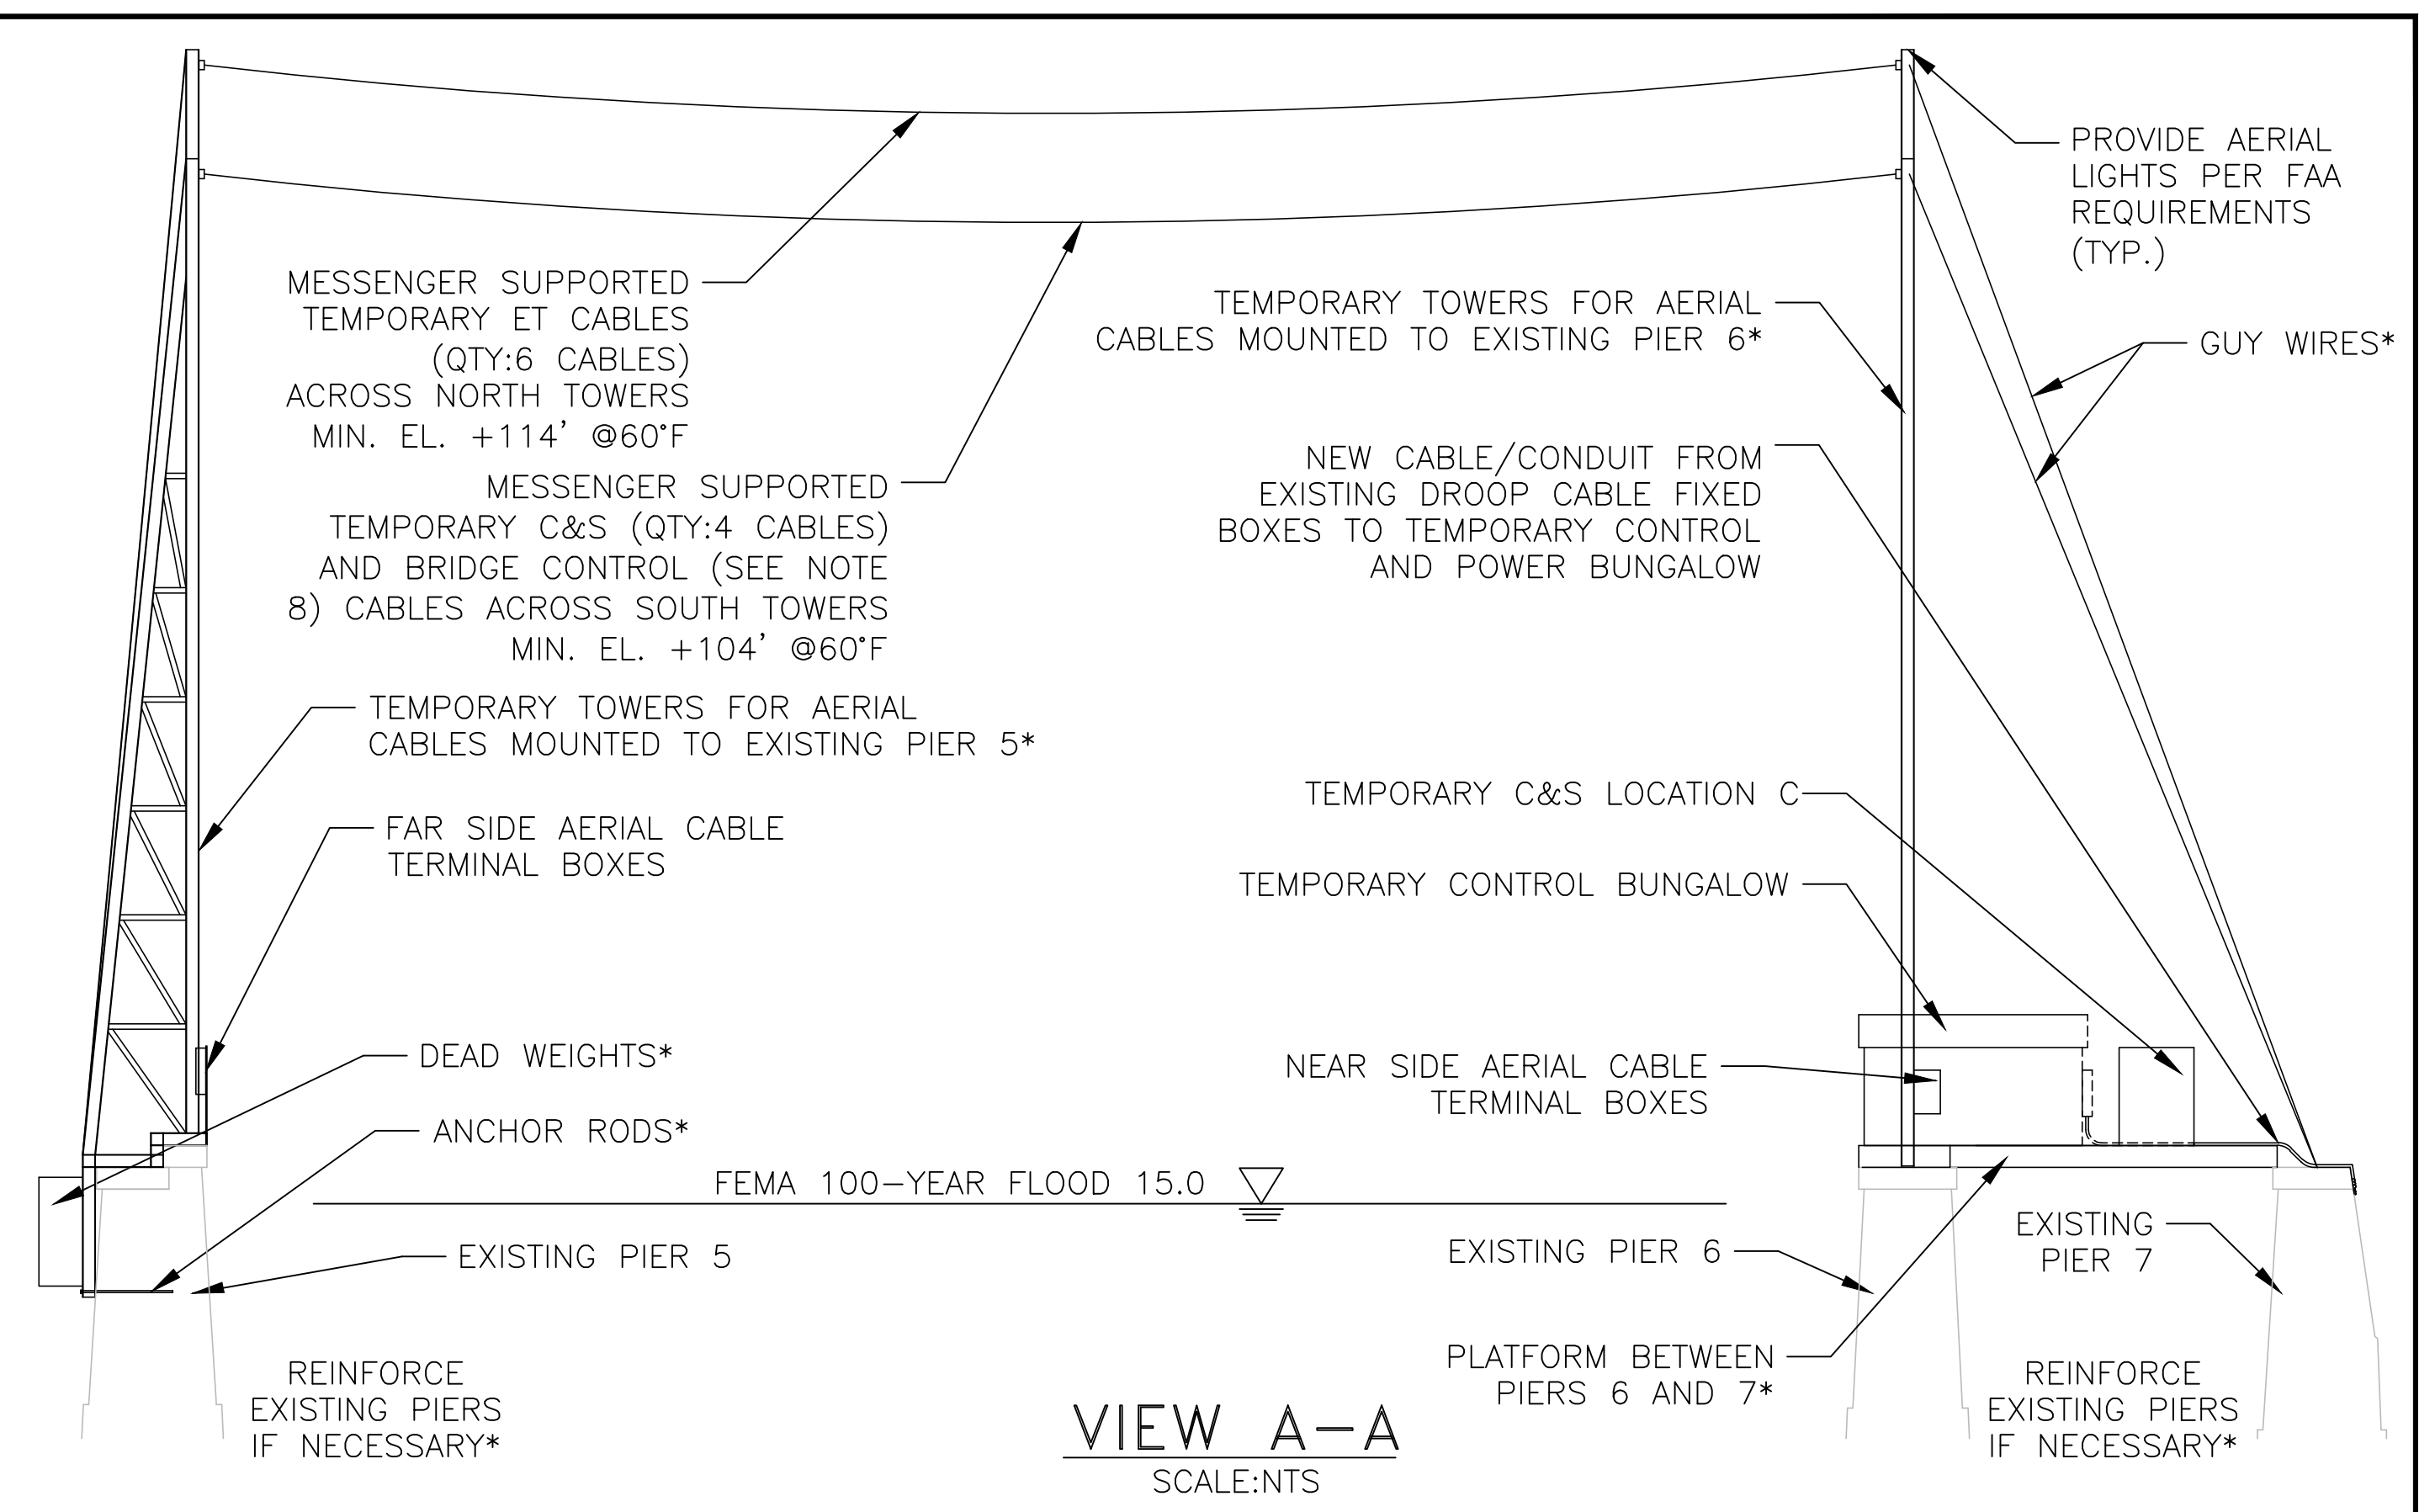 PROVIDE AERIAL
LIGHTS PER FAA
REQUIREMENTS
(TYP.)
MESSENGER SUPPORTED
TEMPORARY ET CABLES
(QTY:6 CABLES)
ACROSS NORTH TOWERS
MIN. EL. +114' @60°F
TEMPORARY TOWERS FOR AERIAL
CABLES MOUNTED TO EXISTING PIER 6*
GUY WIRES*
MESSENGER SUPPORTED
TEMPORARY C&S (QTY:4 CABLES)
AND BRIDGE CONTROL (SEE NOTE
8) CABLES ACROSS SOUTH TOWERS
MIN. EL. +104' @60°F
NEW CABLE/CONDUIT FROM
EXISTING DROOP CABLE FIXED
BOXES TO TEMPORARY CONTROL
AND POWER BUNGALOW
TEMPORARY TOWERS FOR AERIAL
CABLES MOUNTED TO EXISTING PIER 5*
TEMPORARY C&S LOCATION C
FAR SIDE AERIAL CABLE
TERMINAL BOXES
TEMPORARY CONTROL BUNGALOW
DEAD WEIGHTS*
NEAR SIDE AERIAL CABLE
TERMINAL BOXES
ANCHOR RODS*
FEMA 100-YEAR FLOOD 15.0
EXISTING PIER 5
EXISTING PIER 6
EXISTING
PIER 7
PLATFORM BETWEEN
PIERS 6 AND 7*
REINFORCE
EXISTING PIERS
IF NECESSARY*
REINFORCE
EXISTING PIERS
IF NECESSARY*
VIEW A-A
SCALE:NTS